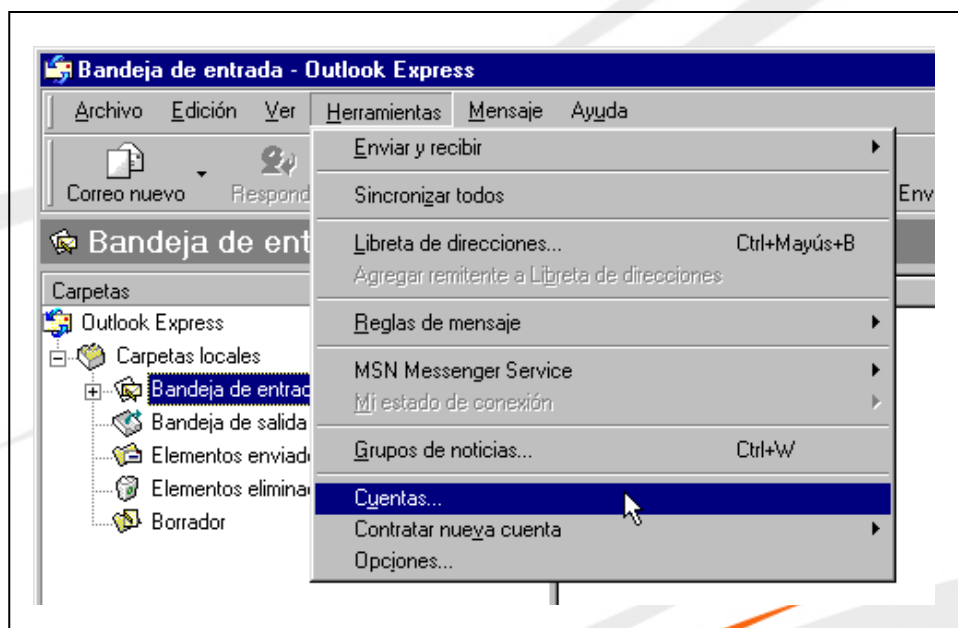 Bandeja de entrada - Outlook Express
Archivo Edición Ver Herramientas Mensaje Ayuda
Correo nuevo
Enviar y recibir
Sincronizar todos
Libreta de direcciones... Ctrl+Mayús+B
Agregar remitente a Libreta de direcciones
Reglas de mensaje
MSN Messenger Service
Mi estado de conexión
Grupos de noticias... Ctrl+W
Cuentas...
Contratar nueva cuenta
Opciones...
Respond
Env
Bandeja de ent
Carpetas
Outlook Express
Carpetas locales
Bandeja de entrad
Bandeja de salida
Elementos enviad
Elementos elimina
Borrador